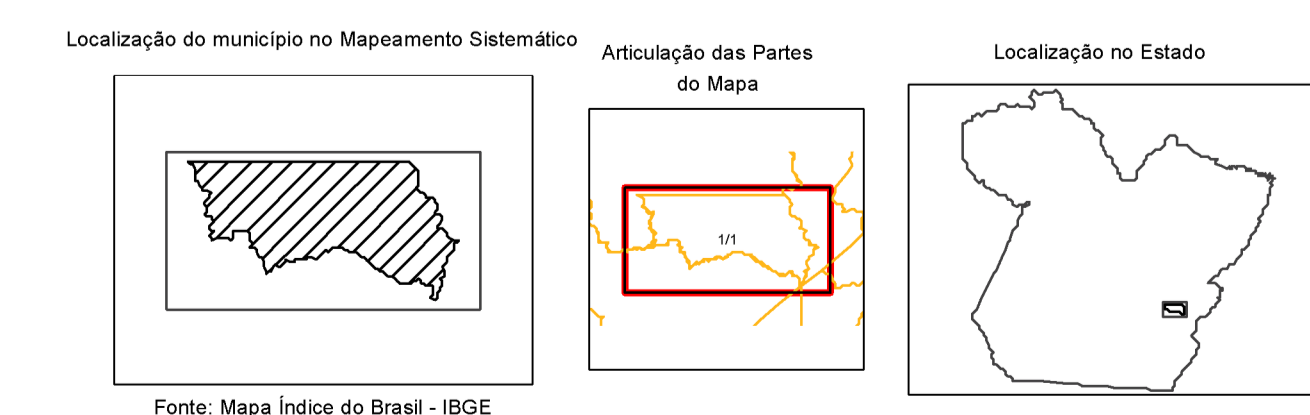 Localização do município no Mapeamento Sistemático
Fonte: Mapa Índice do Brasil - IBGE
Articulação das Partes
do Mapa
1/1
Localização no Estado